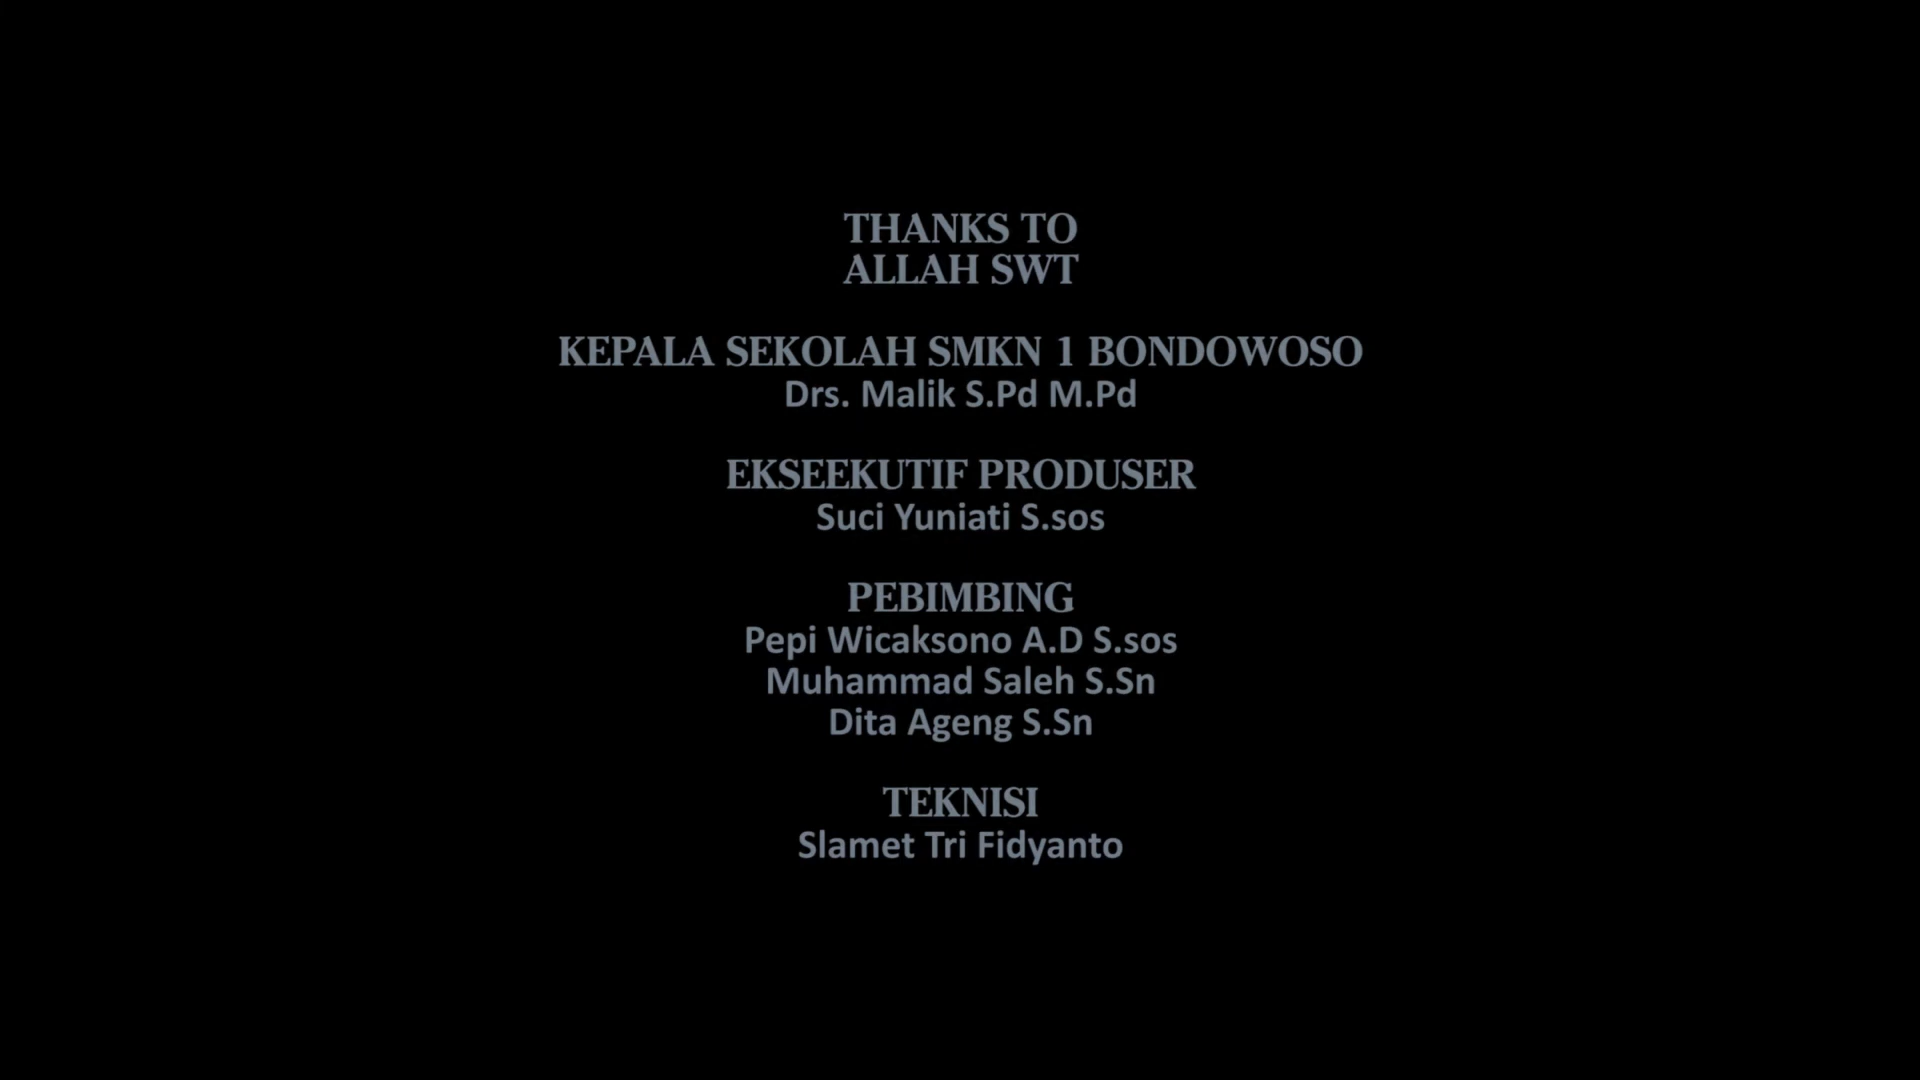 THANKS TO
ALLAH SWT
KEPALA SEKOLAH SMKN 1 BONDOWOSO
Drs. Malik S.Pd M.Pd
EKSEEKUTIF PRODUSER
Suci Yuniati S.sos
PEBIMBING
Pepi Wicaksono A.D S.sos
Muhammad Saleh S.Sn
Dita Ageng S.Sn
TEKNISI
Slamet Tri Fidyanto